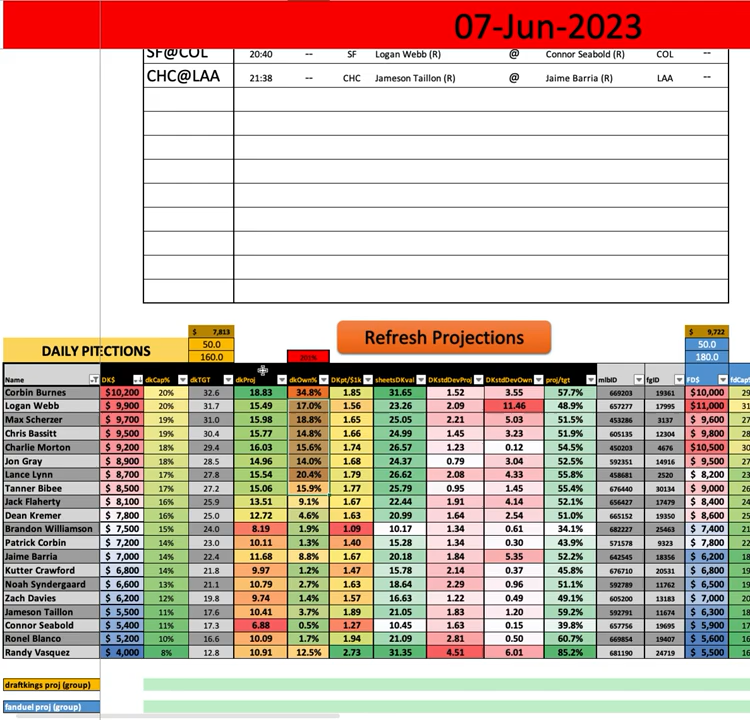 07-Jun-2023
SF@COL 20:40 -- SF Logan Webb (R) @ Connor Seabold (R) COL --
CHC@LAA 21:38 -- CHC Jameson Taillon (R) @ Jaime Barria (R) LAA --
$ 7,813 $ 9,722
50.0 50.0
160.0 180.0
Refresh Projections
DAILY PITECTIONS
Name DK$ dkCap% dkTGT dkProj dkOwn% DKpt/$1k sheetsDKval DKstdDevProj DKstdDevOwn proj/tgt mlbID fgID FD$ fdCap%
Corbin Burnes $10,200 20% 32.6 18.83 34.8% 1.85 31.65 1.52 3.55 57.7% 669203 19361 $10,000
Logan Webb $ 9,900 20% 31.7 15.49 17.0% 1.56 23.26 2.09 11.46 48.9% 657277 17995 $11,000
Max Scherzer $ 9,700 19% 31.0 15.98 18.8% 1.65 25.05 2.21 5.03 51.5% 453286 3137 $ 9,600
Chris Bassitt $ 9,500 19% 30.4 15.77 14.8% 1.66 24.99 1.45 3.23 51.9% 605135 12304 $ 9,800
Charlie Morton $ 9,200 18% 29.4 16.03 15.6% 1.74 26.57 1.23 0.12 54.5% 450203 4676 $10,500
Jon Gray $ 8,900 18% 28.5 14.96 14.0% 1.68 24.37 0.79 3.04 52.5% 592351 14916 $ 9,500
Lance Lynn $ 8,700 17% 27.8 15.54 20.4% 1.79 26.62 2.08 4.33 55.8% 458681 2520 $ 8,200
Tanner Bibee $ 8,500 17% 27.2 15.06 15.9% 1.77 25.79 0.95 1.45 55.4% 676440 30134 $ 9,000
Jack Flaherty $ 8,100 16% 25.9 13.51 9.1% 1.67 22.44 1.91 4.14 52.1% 656427 17479 $ 8,400
Dean Kremer $ 7,800 16% 25.0 12.72 4.6% 1.63 20.99 1.64 2.54 51.0% 665152 19350 $ 8,600
Brandon Williamson $ 7,500 15% 24.0 8.19 1.9% 1.09 10.17 1.34 0.61 34.1% 682227 25463 $ 7,400
Patrick Corbin $ 7,200 14% 23.0 10.11 1.3% 1.40 15.28 1.34 0.30 43.9% 571578 9323 $ 7,800
Jaime Barria $ 7,000 14% 22.4 11.68 8.8% 1.67 20.18 1.84 5.35 52.2% 642545 18356 $ 6,200
Kutter Crawford $ 6,800 14% 21.8 9.97 1.2% 1.47 15.78 2.14 0.37 45.8% 676710 20531 $ 6,800
Noah Syndergaard $ 6,600 13% 21.1 10.79 2.7% 1.63 18.64 2.29 0.96 51.1% 592789 11762 $ 6,500
Zach Davies $ 6,200 12% 19.8 9.74 1.4% 1.57 16.63 1.22 0.49 49.1% 605200 13183 $ 7,000
Jameson Taillon $ 5,500 11% 17.6 10.41 3.7% 1.89 21.05 1.83 1.20 59.2% 592791 11674 $ 6,300
Connor Seabold $ 5,400 11% 17.3 6.88 0.5% 1.27 10.45 1.63 0.15 39.8% 657756 19695 $ 5,900
Ronel Blanco $ 5,200 10% 16.6 10.09 1.7% 1.94 21.09 2.81 0.50 60.7% 669854 19407 $ 5,600
Randy Vasquez $ 4,000 8% 12.8 10.91 12.5% 2.73 31.35 4.51 6.01 85.2% 681190 24719 $ 5,500
draftkings proj (group)
fanduel proj (group)